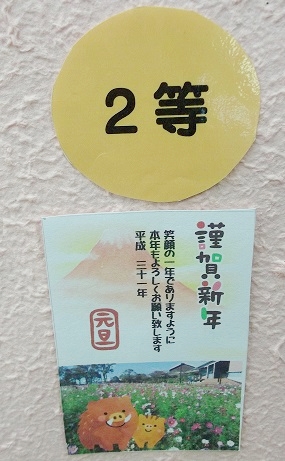 2等
謹賀新年
笑顔の一年でありますように
本年もよろしくお願い致します
平成 三十一年
元旦